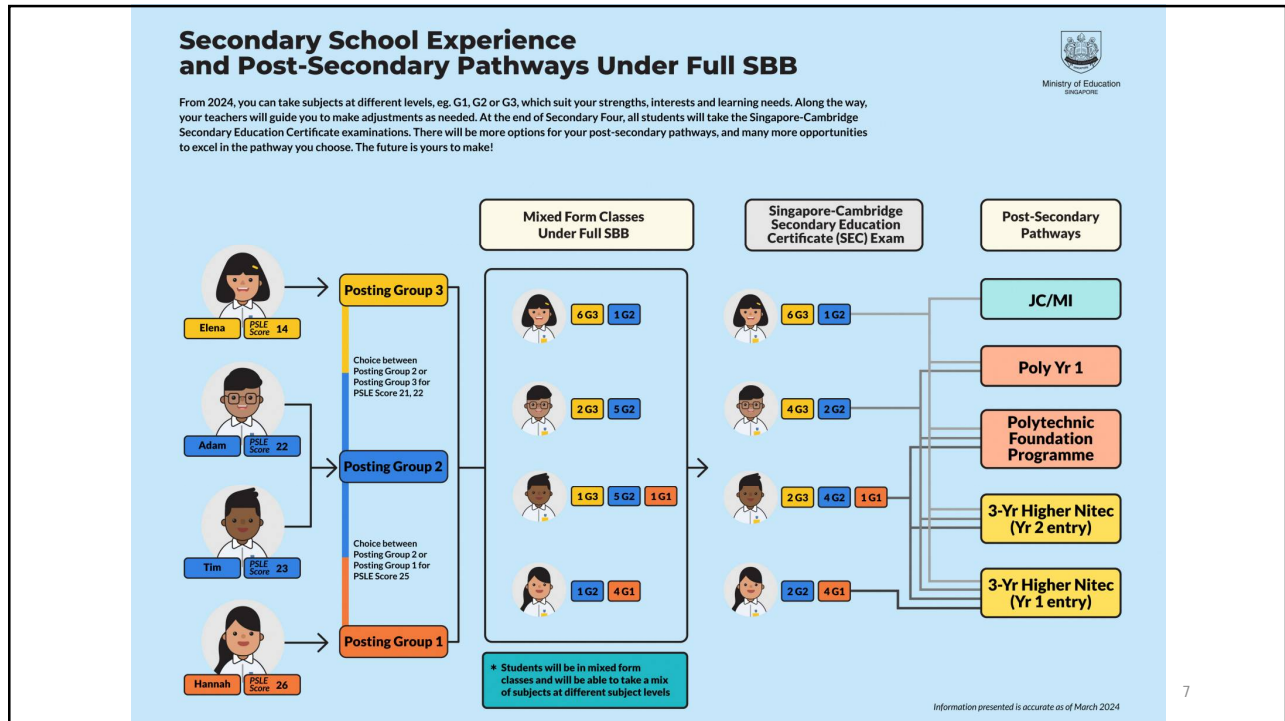 Secondary School Experience
and Post-Secondary Pathways Under Full SBB
Ministry of Education
SINGAPORE
From 2024, you can take subjects at different levels, eg. G1, G2 or G3, which suit your strengths, interests and learning needs. Along the way,
your teachers will guide you to make adjustments as needed. At the end of Secondary Four, all students will take the Singapore-Cambridge
Secondary Education Certificate examinations. There will be more options for your post-secondary pathways, and many more opportunities
to excel in the pathway you choose. The future is yours to make!
Mixed Form Classes
Under Full SBB
Singapore-Cambridge
Secondary Education
Certificate (SEC) Exam
Post-Secondary
Pathways
Elena PSLE Score 14
Adam PSLE Score 22
Tim PSLE Score 23
Hannah PSLE Score 26
Posting Group 3
Choice between
Posting Group 2 or
Posting Group 3 for
PSLE Score 21, 22
Posting Group 2
Choice between
Posting Group 2 or
Posting Group 1 for
PSLE Score 25
Posting Group 1
6 G3 1 G2
2 G3 5 G2
1 G3 5 G2 1 G1
1 G2 4 G1
* Students will be in mixed form
classes and will be able to take a mix
of subjects at different subject levels
6 G3 1 G2
4 G3 2 G2
2 G3 4 G2 1 G1
2 G2 4 G1
JC/MI
Poly Yr 1
Polytechnic
Foundation
Programme
3-Yr Higher Nitec
(Yr 2 entry)
3-Yr Higher Nitec
(Yr 1 entry)
Information presented is accurate as of March 2024
7